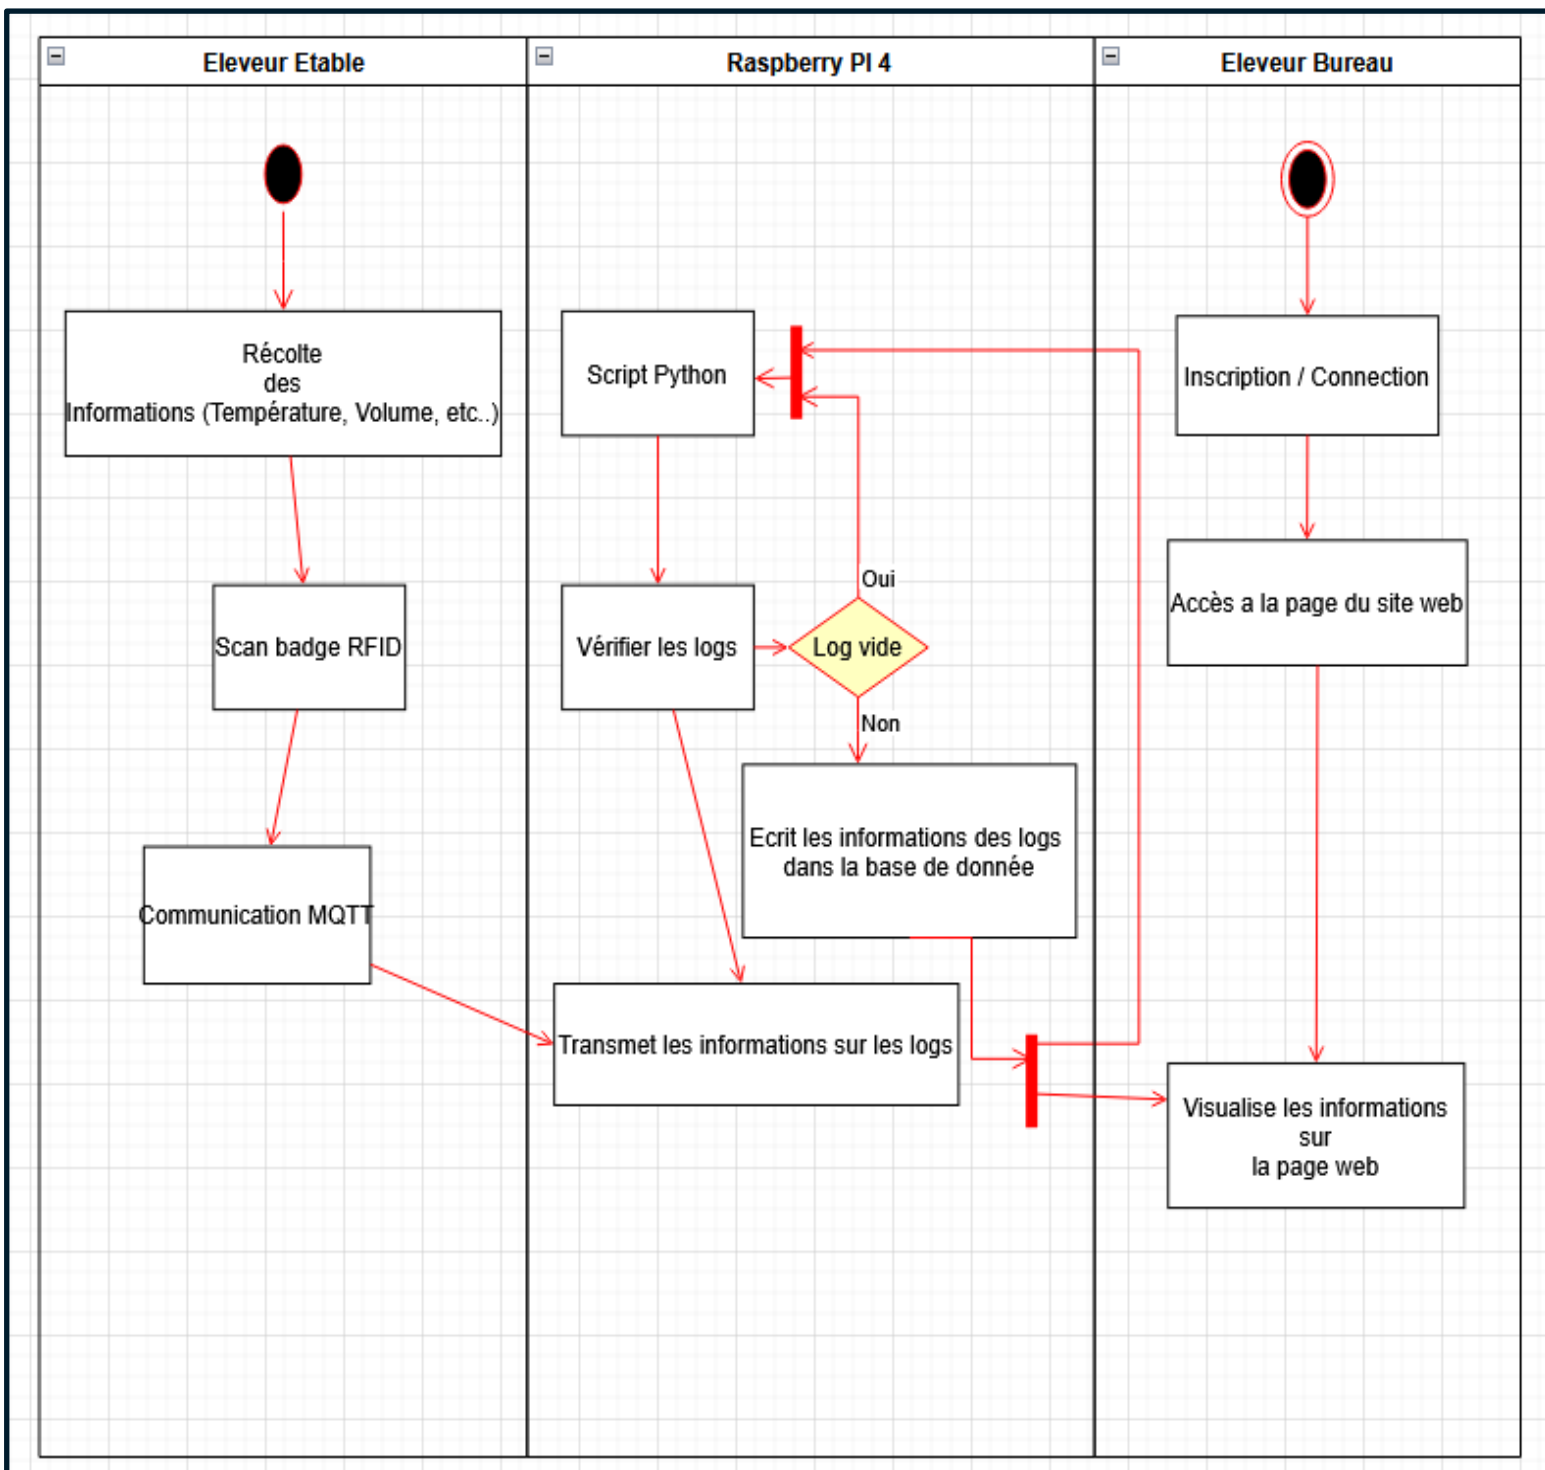 Eleveur Etable
Raspberry PI 4
Eleveur Bureau
Récolte
des
Informations (Température, Volume, etc..)
Scan badge RFID
Communication MQTT
Script Python
Vérifier les logs
Oui
Log vide
Non
Ecrit les informations des logs
dans la base de donnée
Transmet les informations sur les logs
Inscription / Connection
Accès a la page du site web
Visualise les informations
sur
la page web